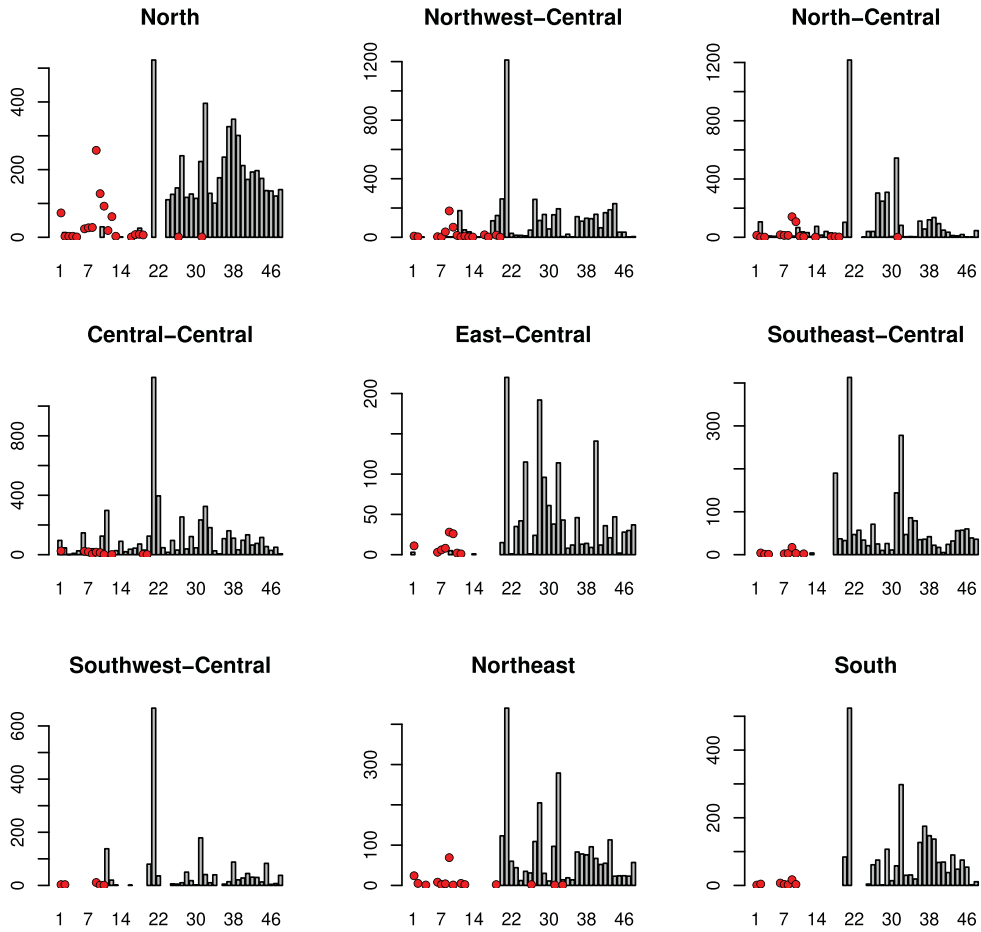 North
0 200 400
1 7 14 22 30 38 46
Northwest−Central
0 400 800 1200
1 7 14 22 30 38 46
North−Central
0 400 800 1200
1 7 14 22 30 38 46
Central−Central
0 400 800
1 7 14 22 30 38 46
East−Central
0 50 100 200
1 7 14 22 30 38 46
Southeast−Central
0 100 300
1 7 14 22 30 38 46
Southwest−Central
0 200 400 600
1 7 14 22 30 38 46
Northeast
0 100 300
1 7 14 22 30 38 46
South
0 200 400
1 7 14 22 30 38 46